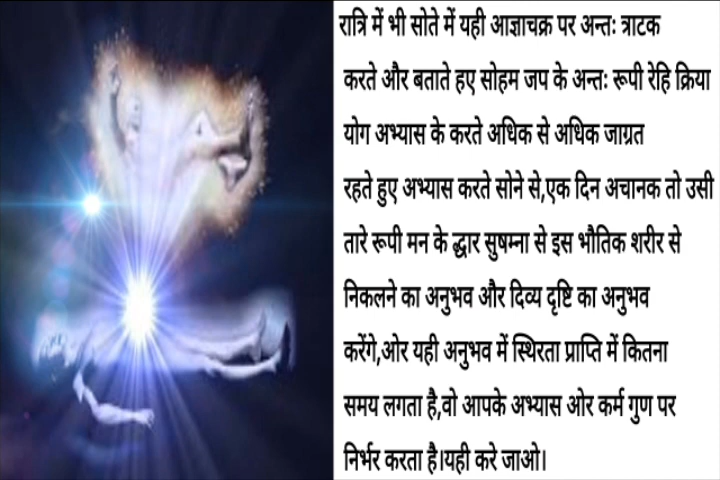 रात्रि में भी सोते में यही आज्ञाचक्र पर अन्तः त्राटक
करते और बताते हए सोहम जप के अन्तः रूपी रेहि क्रिया
योग अभ्यास के करते अधिक से अधिक जाग्रत
रहते हुए अभ्यास करते सोने से,एक दिन अचानक तो उसी
तारे रूपी मन के द्धार सुषम्ना से इस भौतिक शरीर से
निकलने का अनुभव और दिव्य दृष्टि का अनुभव
करेंगे,ओर यही अनुभव में स्थिरता प्राप्ति में कितना
समय लगता है,वो आपके अभ्यास ओर कर्म गुण पर
निर्भर करता है।यही करे जाओ।